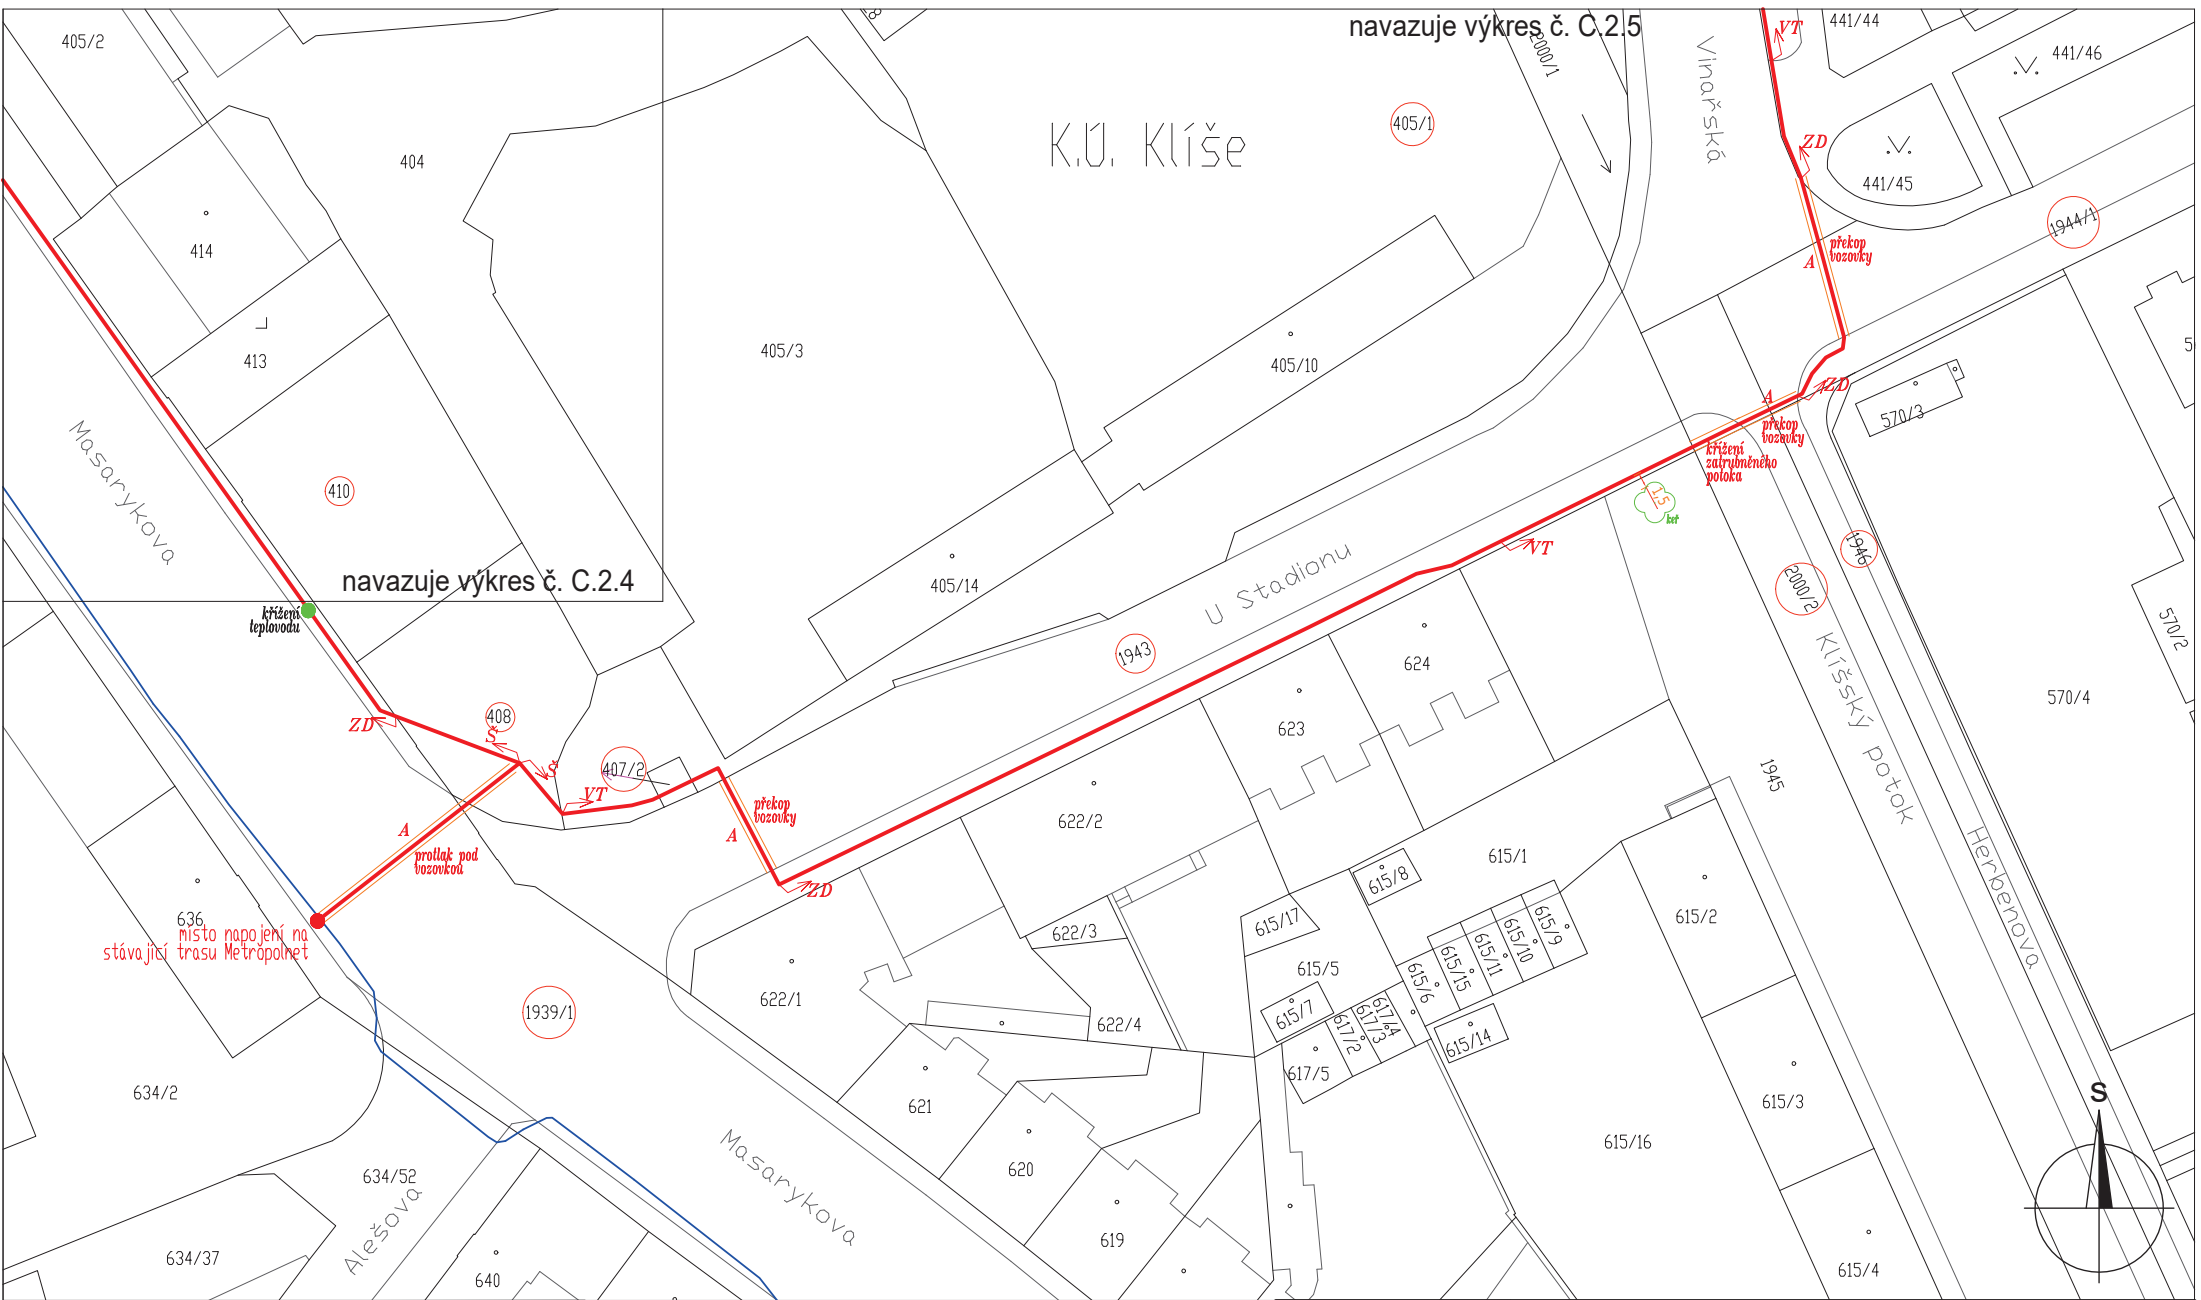 navazuje výkres č. C.2.5
405/2
2000/1
Vinařská
VT
441/44
441/46
K.Ú. Klíše
405/1
404
ZD
441/45
414
1944/1
překop
vozovky
A
413
405/3
405/10
ZD
A
570/3
překop
vozovky
Masarykova
křížení
zatrubněného
potoka
410
1,5
keř
VT
1946
navazuje výkres č. C.2.4
405/14
U Stadionu
2000/2
křížení
teplovodu
570/2
1943
624
Klíšský potok
570/4
408
ZD
Š
Š
623
407/2
VT
1945
překop
vozovky
A
622/2
A
protlak pod
vozovkou
615/1
Herbenova
ZD
615/8
636
místo napojení na
stávající trasu Metropolnet
615/17
622/3
615/9
615/10
615/11
615/15
615/6
615/2
615/5
622/1
1939/1
622/4
615/7
617/4
617/3
617/2
615/14
617/5
634/2
621
615/3
S
Masarykova
615/16
620
634/52
Alešova
619
634/37
640
615/4